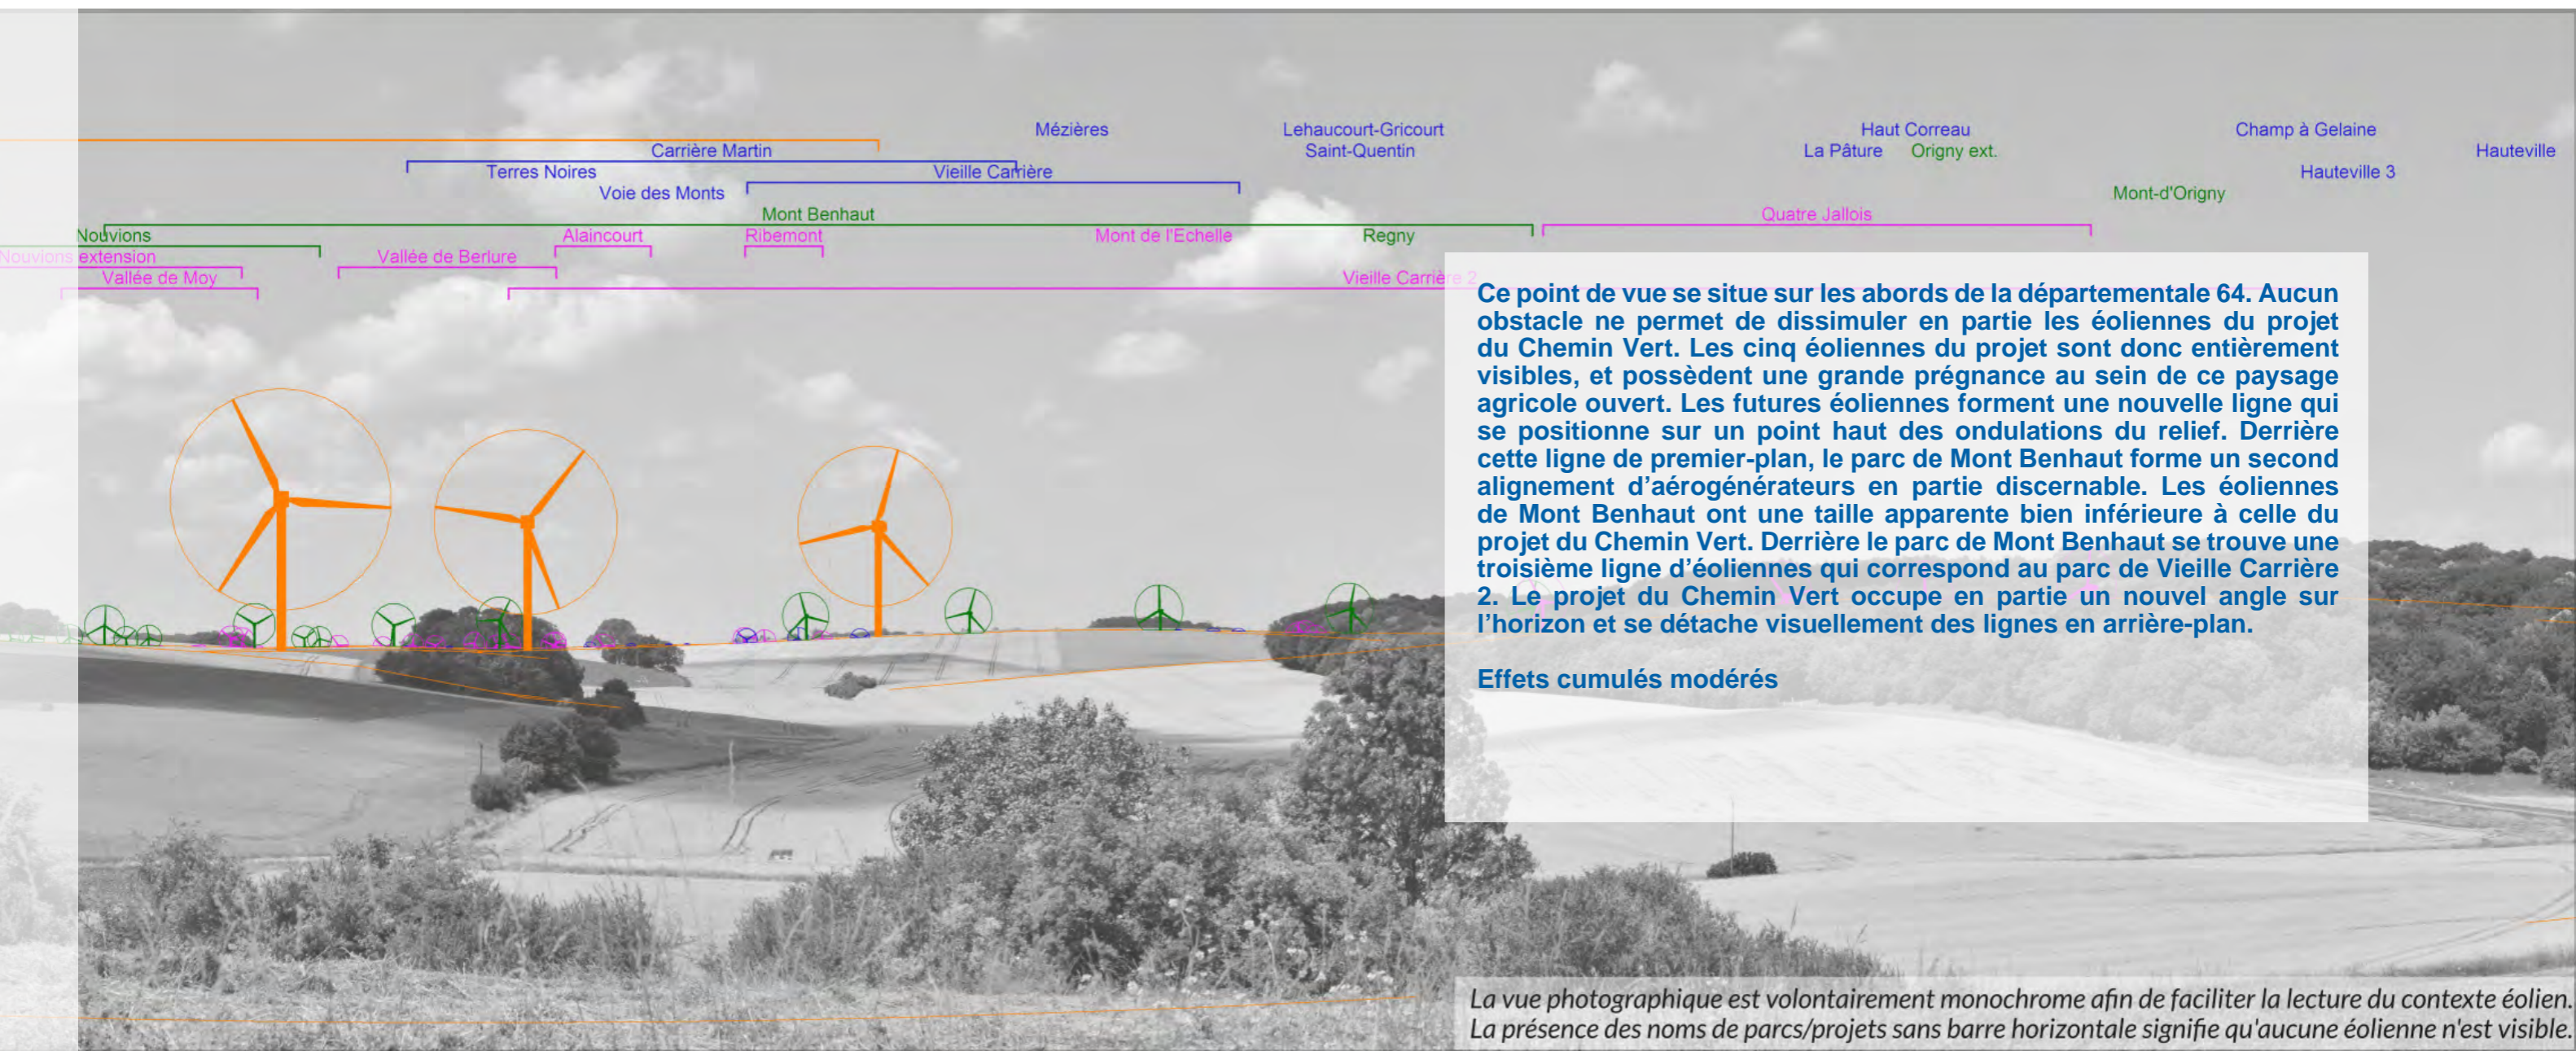 Mézières
Lehaucourt-Gricourt
Haut Correau
Champ à Gelaine
Carrière Martin
Saint-Quentin
La Pâture
Origny ext.
Hauteville
Terres Noires
Vieille Carrière
Hauteville 3
Voie des Monts
Mont-d'Origny
Mont Benhaut
Quatre Jallois
Nouvions
Alaincourt
Ribemont
Mont de l'Echelle
Regny
Nouvions extension
Vallée de Berlure
Vallée de Moy
Vieille Carrière 2
Ce point de vue se situe sur les abords de la départementale 64. Aucun
obstacle ne permet de dissimuler en partie les éoliennes du projet
du Chemin Vert. Les cinq éoliennes du projet sont donc entièrement
visibles, et possèdent une grande prégnance au sein de ce paysage
agricole ouvert. Les futures éoliennes forment une nouvelle ligne qui
se positionne sur un point haut des ondulations du relief. Derrière
cette ligne de premier-plan, le parc de Mont Benhaut forme un second
alignement d’aérogénérateurs en partie discernable. Les éoliennes
de Mont Benhaut ont une taille apparente bien inférieure à celle du
projet du Chemin Vert. Derrière le parc de Mont Benhaut se trouve une
troisième ligne d’éoliennes qui correspond au parc de Vieille Carrière
2. Le projet du Chemin Vert occupe en partie un nouvel angle sur
l’horizon et se détache visuellement des lignes en arrière-plan.
Effets cumulés modérés
La vue photographique est volontairement monochrome afin de faciliter la lecture du contexte éolien.
La présence des noms de parcs/projets sans barre horizontale signifie qu'aucune éolienne n'est visible.